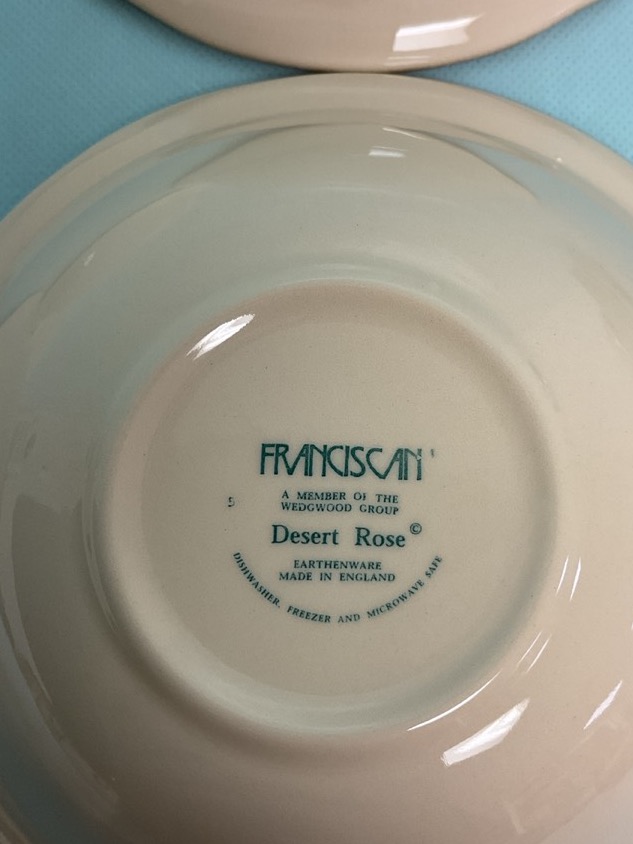 FRANCISCAN
5
A MEMBER OF THE
WEDGWOOD GROUP
Desert Rose©
EARTHENWARE
MADE IN ENGLAND
DISHWASHER, FREEZER AND MICROWAVE SAFE